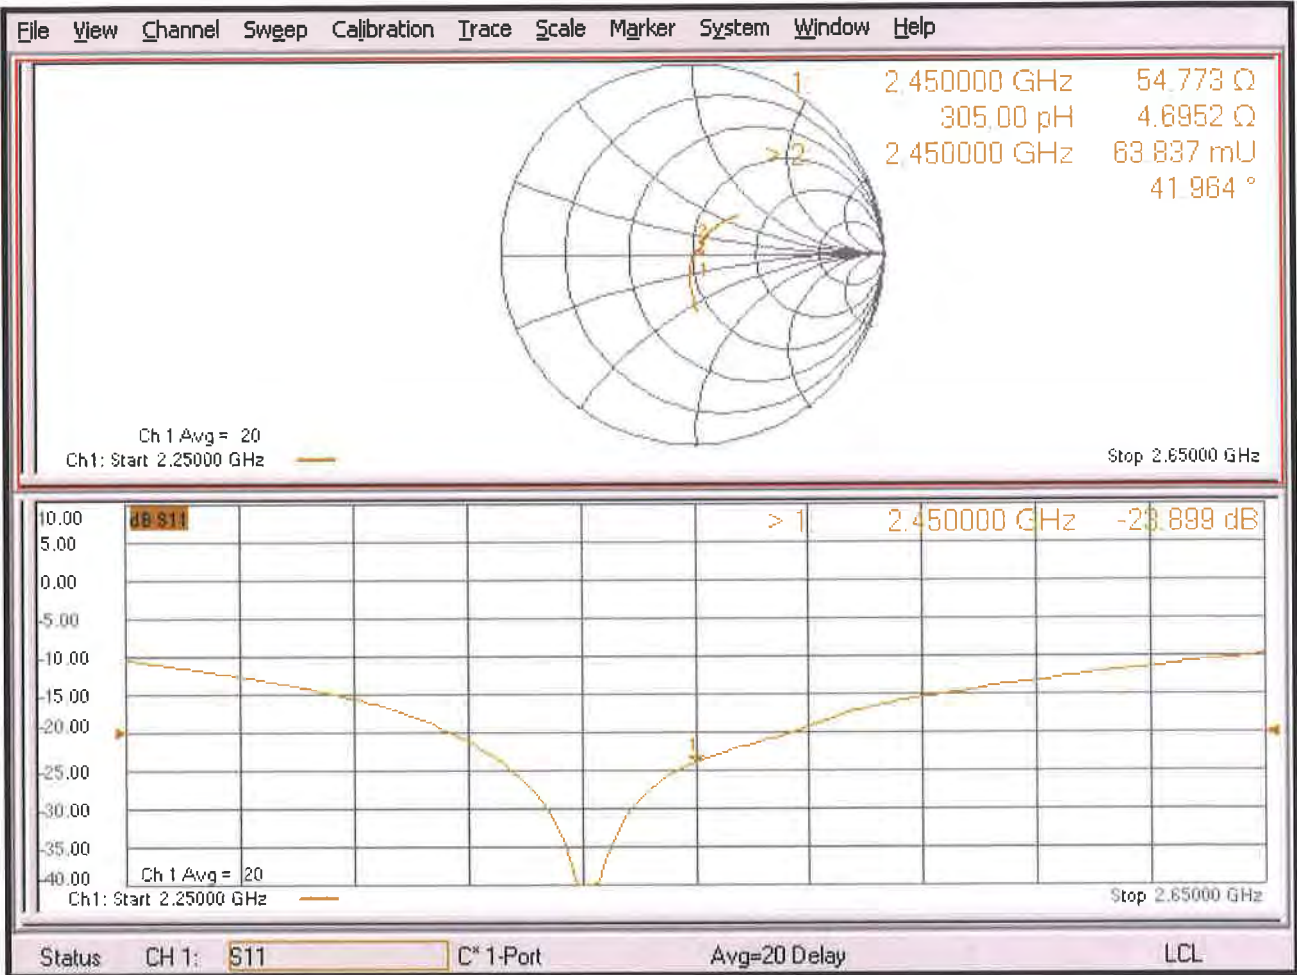 File View Channel Sweep Calibration Trace Scale Marker System Window Help
1. 2.450000 GHz 54.773 Ω
305.00 pH 4.6952 Ω
> 2. 2.450000 GHz 63.837 mU
41.964 °
2
1
Ch 1 Avg = 20
Ch1: Start 2.25000 GHz
Stop 2.65000 GHz
10.00
dB S11
> 1. 2.450000 GHz -23.899 dB
5.00
0.00
-5.00
-10.00
-15.00
-20.00
1
-25.00
-30.00
-35.00
-40.00
Ch 1 Avg = 20
Ch1: Start 2.25000 GHz
Stop 2.65000 GHz
Status CH 1: S11 C* 1-Port Avg=20 Delay LCL